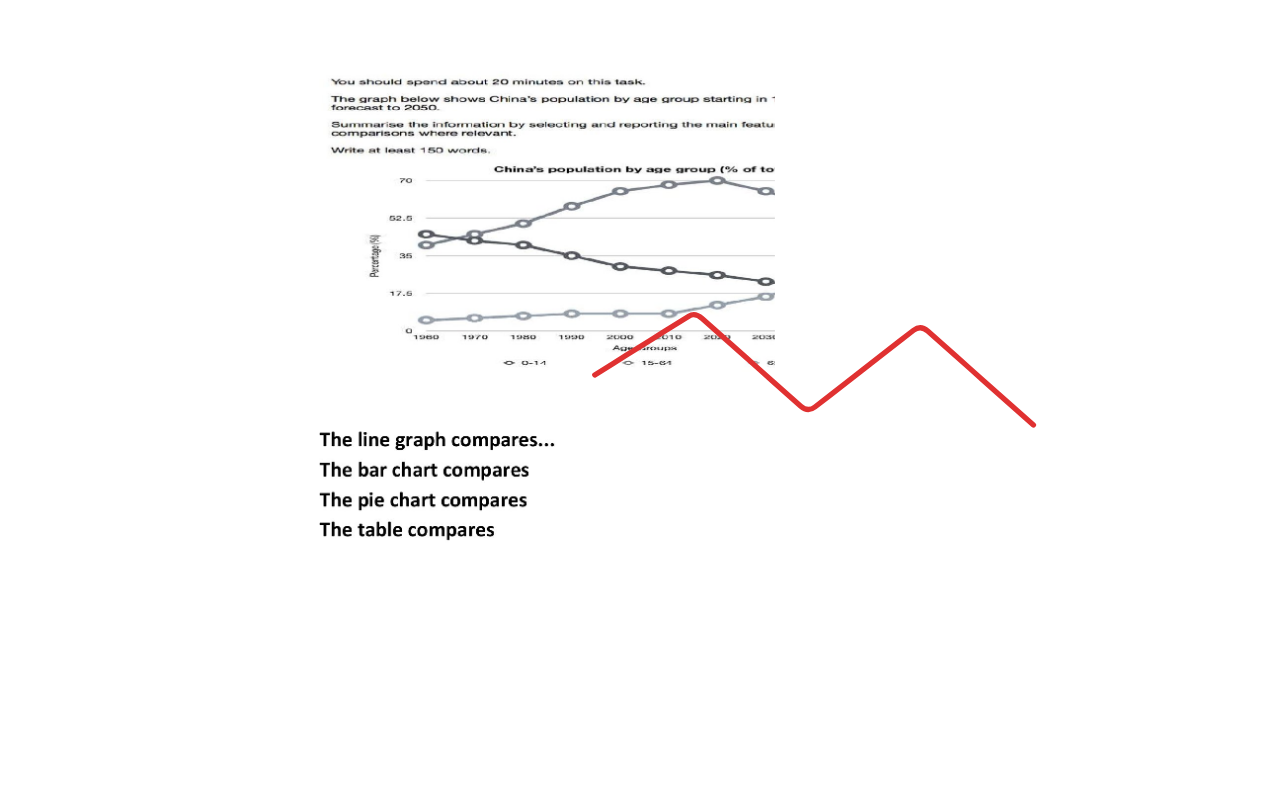 You should spend about 20 minutes on this task.
The graph below shows China's population by age group starting in
forecast to 2050.
Summarise the information by selecting and reporting the main featu
comparisons where relevant.
Write at least 150 words.
China's population by age group (% of to
70
52.5
35
17.5
0
Percentage (%)
1960 1970 1980 1990 2000 2010 2020 2030
Age Groups
0-14 15-64 6
The line graph compares...
The bar chart compares
The pie chart compares
The table compares